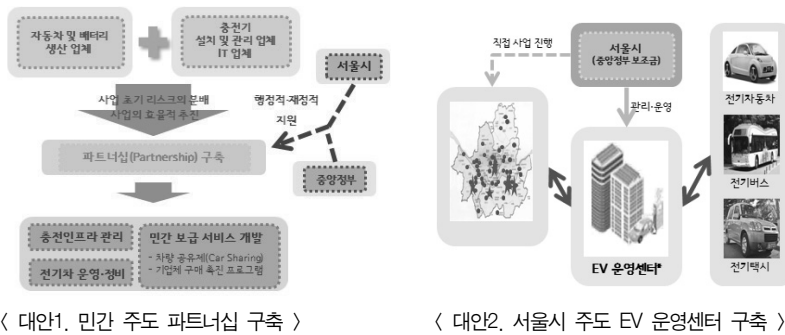 자동차 및 배터리
생산 업체
충전기
설치 및 관리 업체
IT 업체
서울시
사업 초기 리스크의 분배
사업의 효율적 추진
행정적·재정적
지원
파트너십(Partnership) 구축
중앙정부
충전인프라 관리
전기차 운영·정비
민간 보급 서비스 개발
- 차량 공유제(Car Sharing)
- 기업체 구매 촉진 프로그램
〈 대안1. 민간 주도 파트너십 구축 〉
직접 사업 진행
서울시
(중앙정부 보조금)
관리·운영
EV 운영센터*
전기자동차
전기버스
전기택시
〈 대안2. 서울시 주도 EV 운영센터 구축 〉